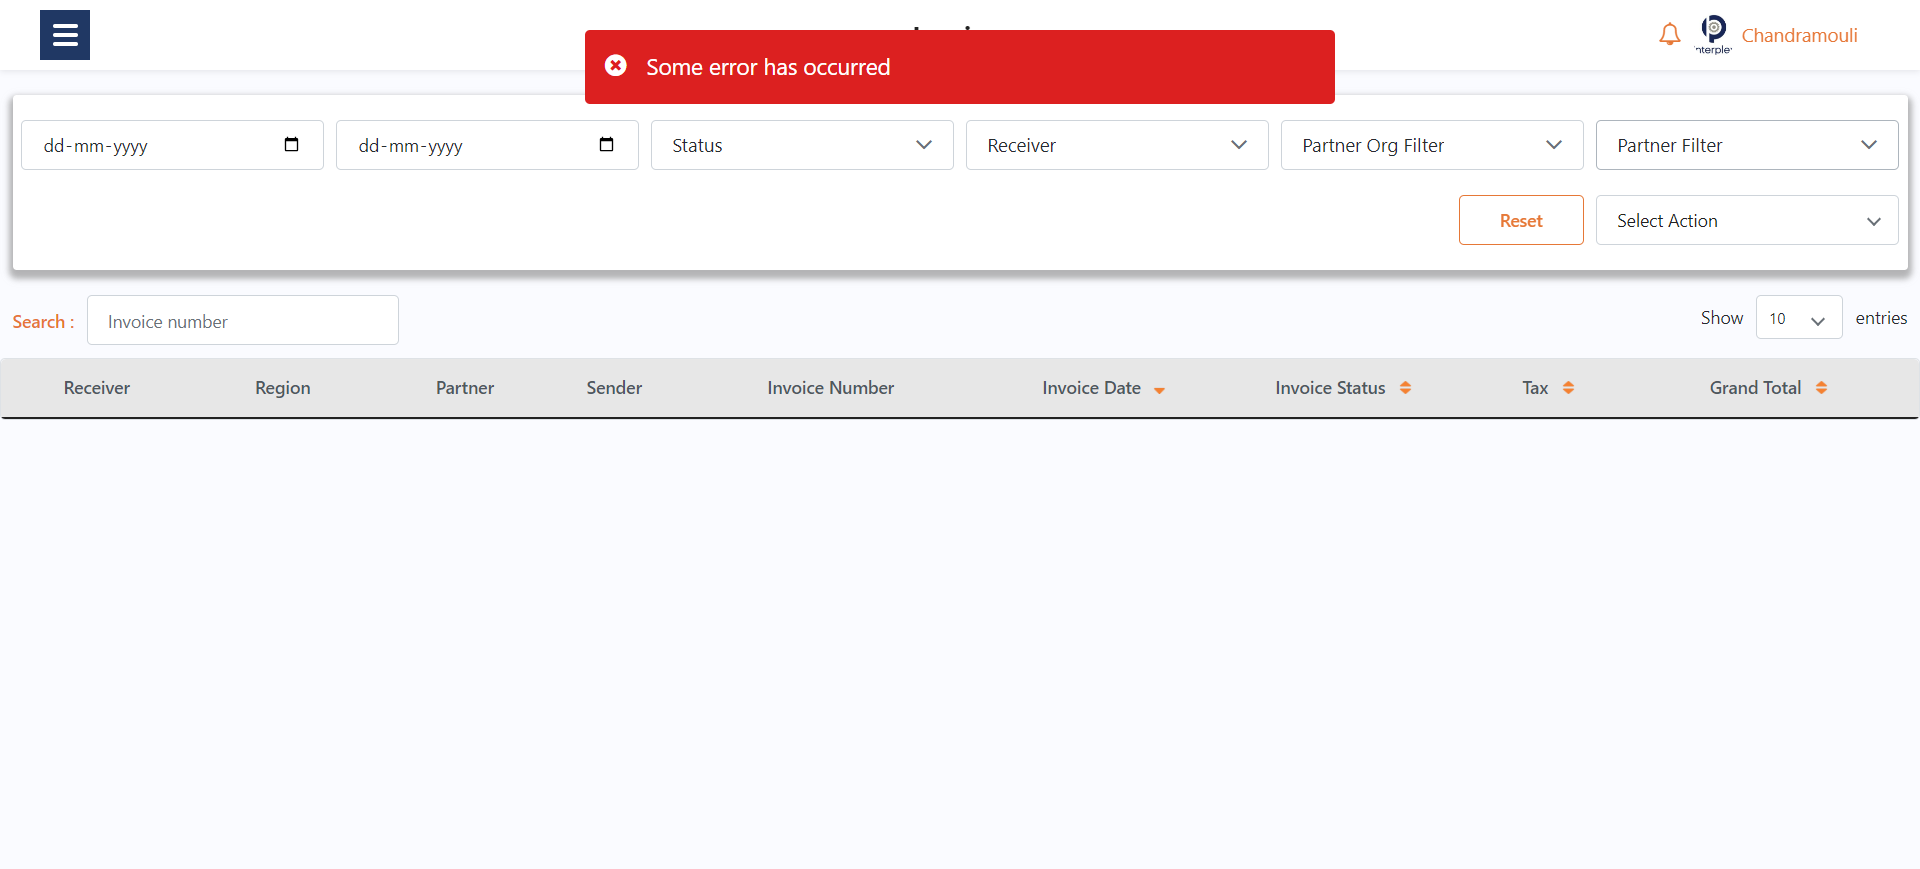 Some error has occurred
Chandramouli
dd-mm-yyyy
dd-mm-yyyy
Status
Receiver
Partner Org Filter
Partner Filter
Reset
Select Action
Search :
Invoice number
Show
10
entries
Receiver
Region
Partner
Sender
Invoice Number
Invoice Date
Invoice Status
Tax
Grand Total